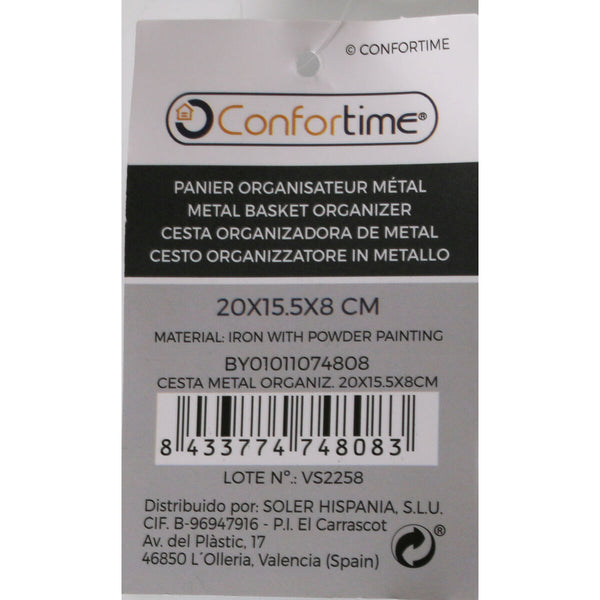 © CONFORTIME
Confortime®
PANIER ORGANISATEUR MÉTAL
METAL BASKET ORGANIZER
CESTA ORGANIZADORA DE METAL
CESTO ORGANIZZATORE IN METALLO
20X15.5X8 CM
MATERIAL: IRON WITH POWDER PAINTING
BY01011074808
CESTA METAL ORGANIZ. 20X15.5X8CM
8 433774 748083
LOTE Nº.: VS2258
Distribuido por: SOLER HISPANIA, S.L.U.
CIF. B-96947916 - P.I. El Carrascot
Av. del Plàstic, 17
46850 L´Olleria, Valencia (Spain)
®